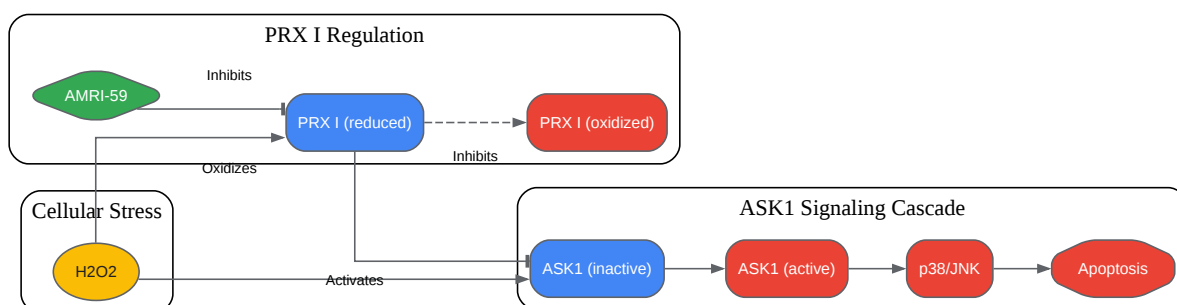 PRX I Regulation
Inhibits
AMRI-59
PRX I (reduced)
PRX I (oxidized)
Inhibits
Oxidizes
Cellular Stress
ASK1 Signaling Cascade
H2O2
Activates
ASK1 (inactive)
ASK1 (active)
p38/JNK
Apoptosis